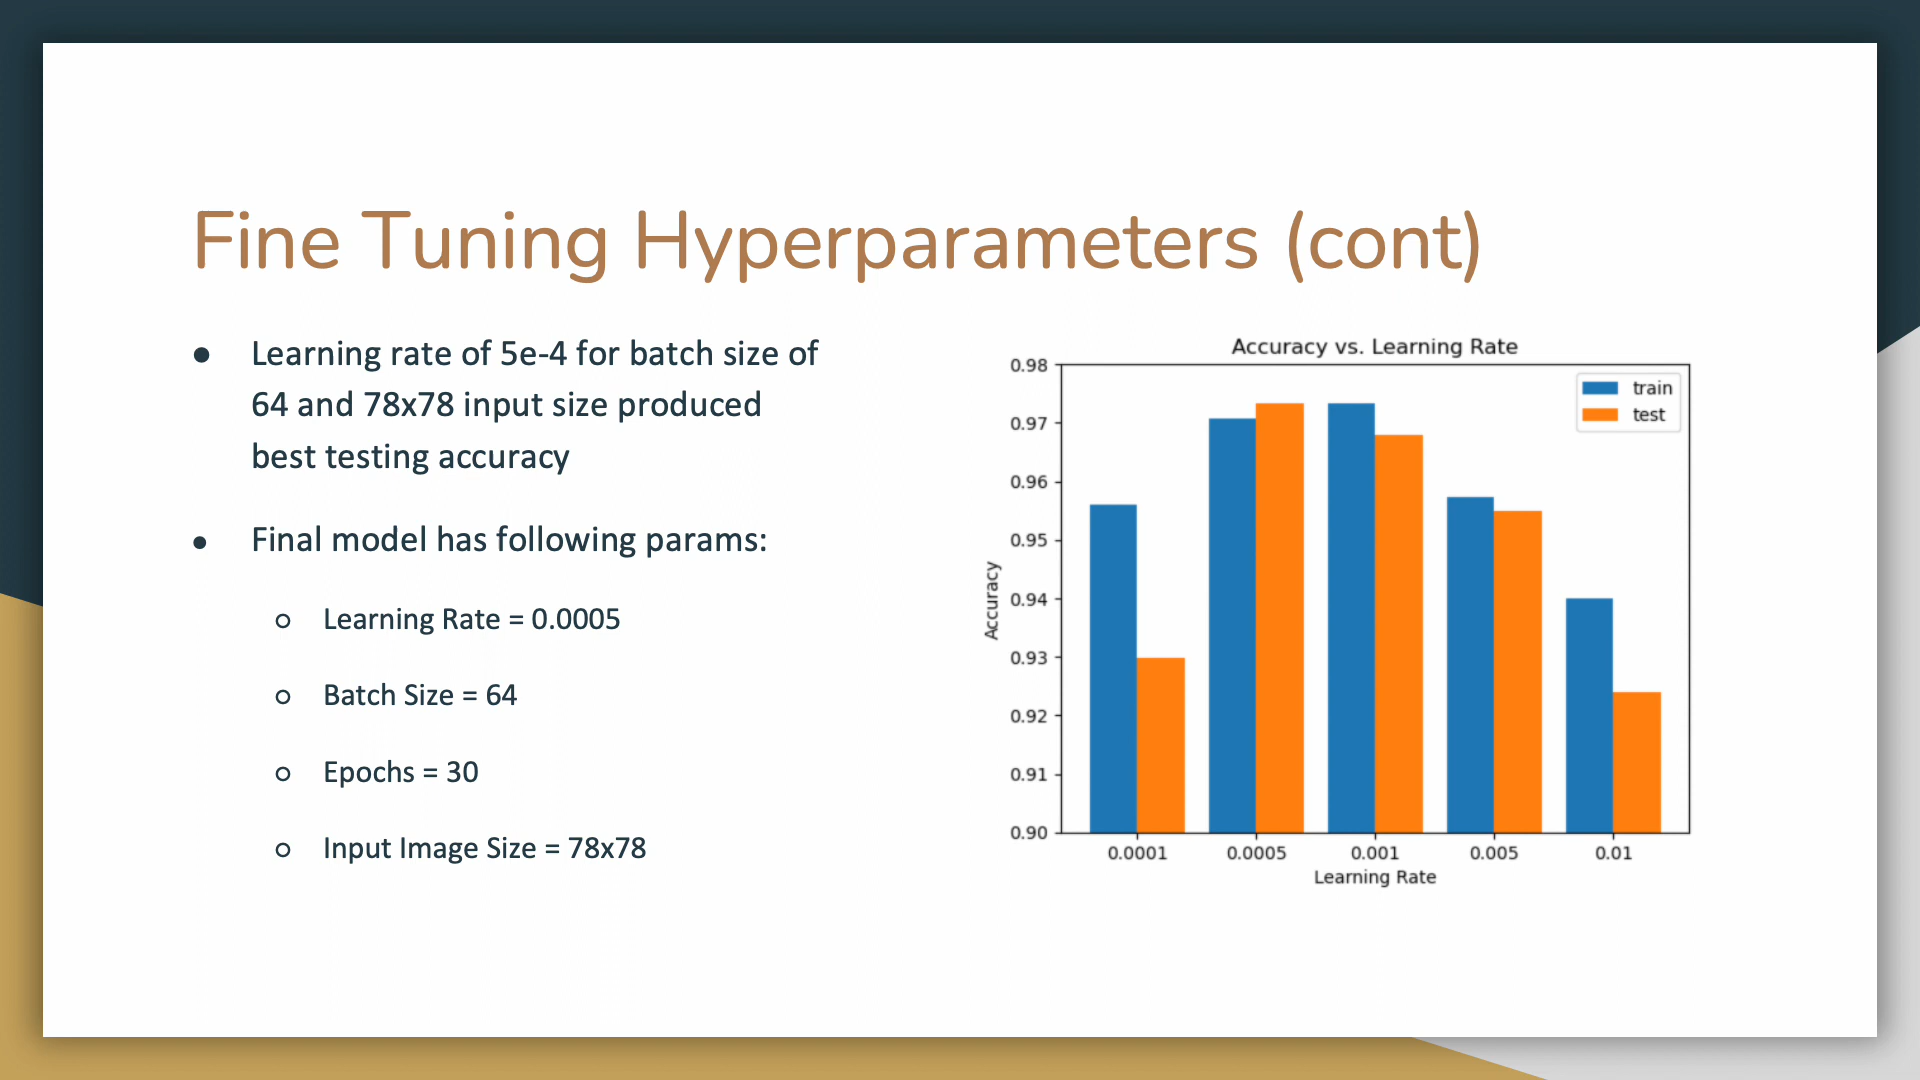 Fine Tuning Hyperparameters (cont)
● Learning rate of 5e-4 for batch size of
64 and 78x78 input size produced
best testing accuracy
● Final model has following params:
○ Learning Rate = 0.0005
○ Batch Size = 64
○ Epochs = 30
○ Input Image Size = 78x78
Accuracy vs. Learning Rate
train
test
Accuracy
0.98
0.97
0.96
0.95
0.94
0.93
0.92
0.91
0.90
0.0001 0.0005 0.001 0.005 0.01
Learning Rate